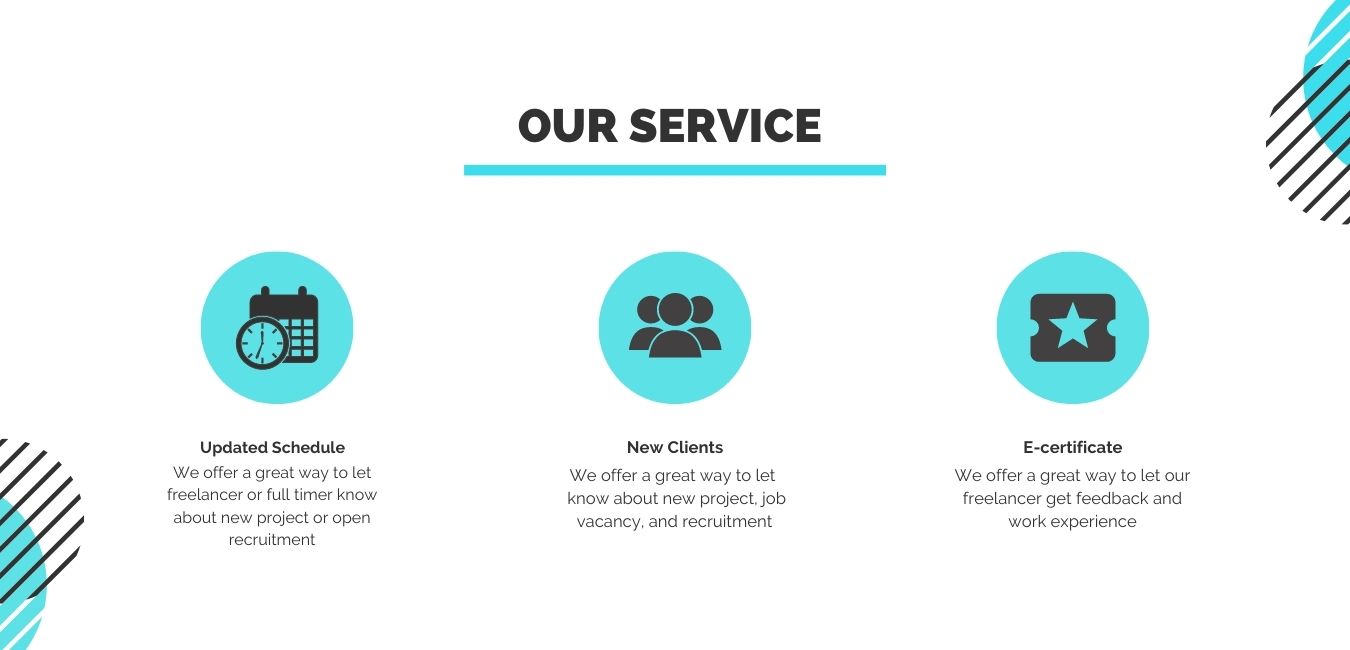 OUR SERVICE
Updated Schedule
We offer a great way to let
freelancer or full timer know
about new project or open
recruitment
New Clients
We offer a great way to let
know about new project, job
vacancy, and recruitment
E-certificate
We offer a great way to let our
freelancer get feedback and
work experience